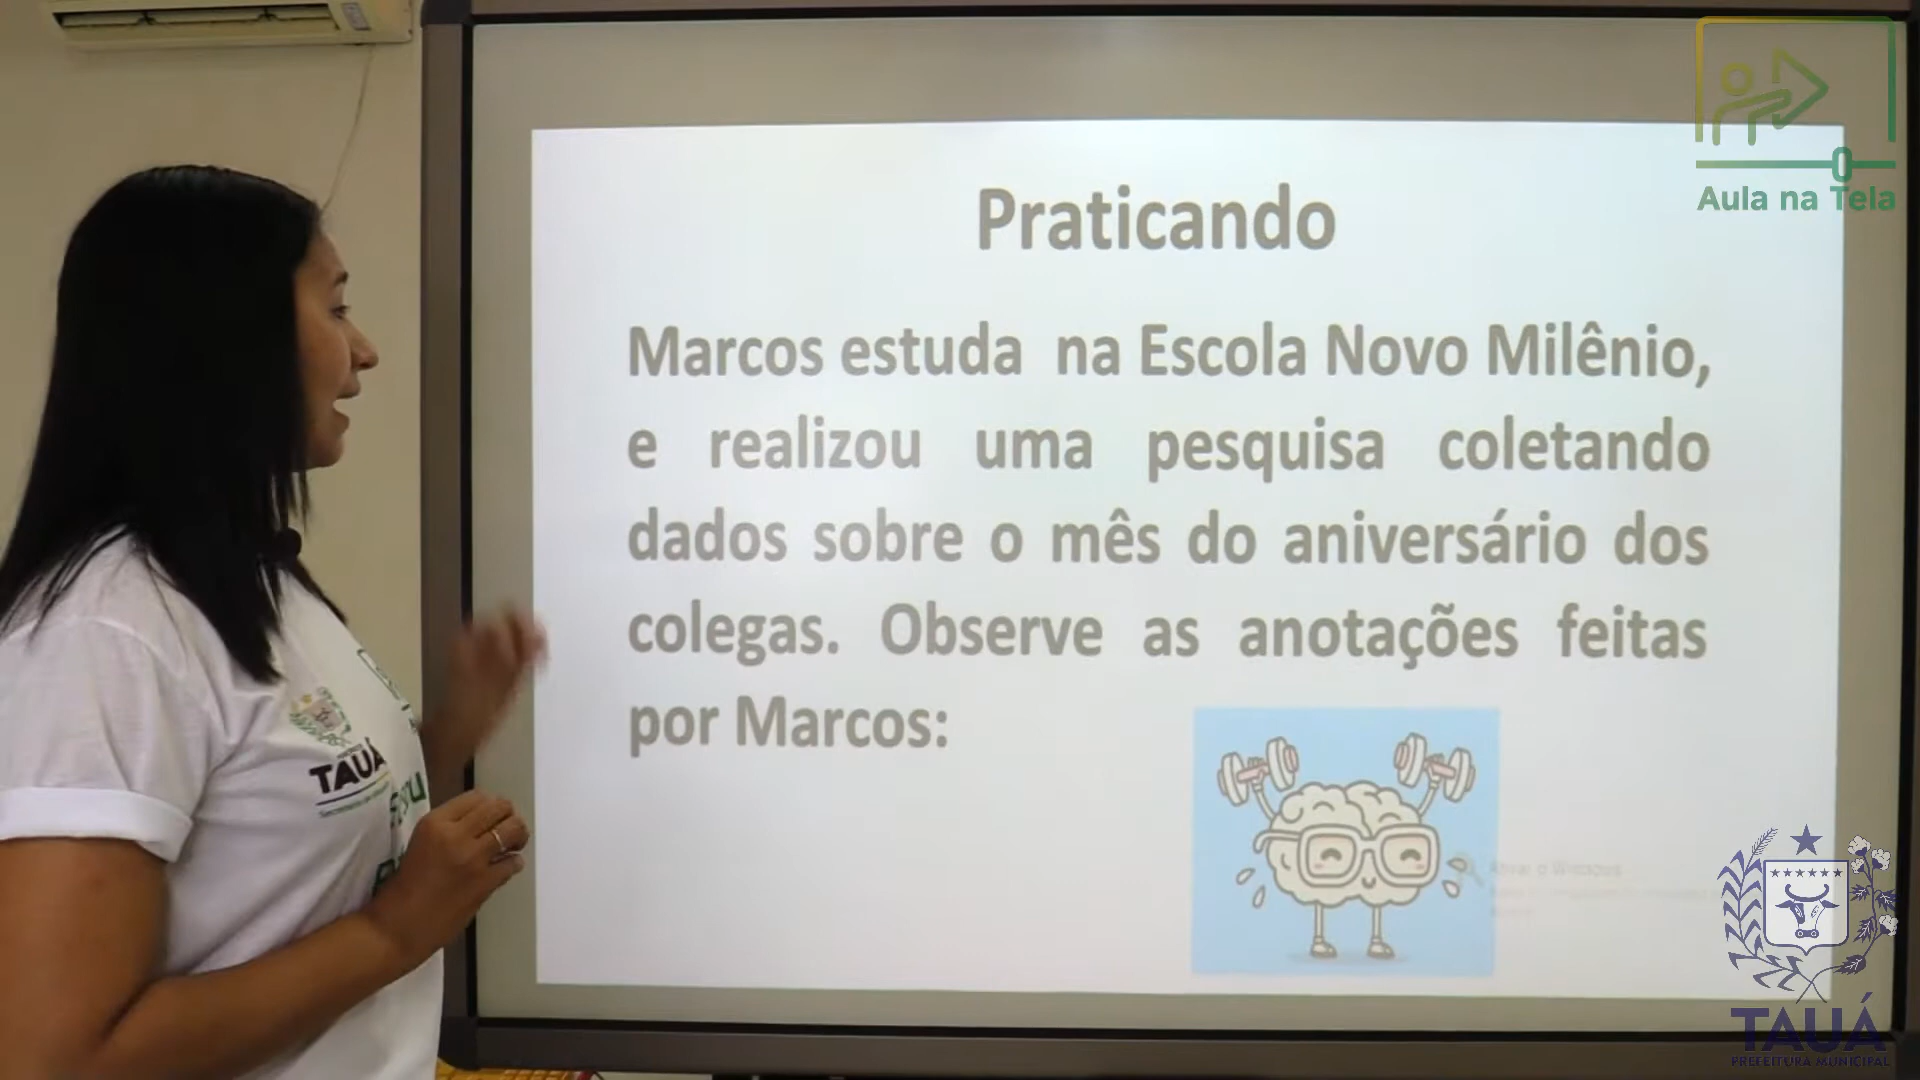 Aula na Tela
Praticando
Marcos estuda na Escola Novo Milênio,
e realizou uma pesquisa coletando
dados sobre o mês do aniversário dos
colegas. Observe as anotações feitas
por Marcos:
TAUÁ
TAUÁ
PREFEITURA MUNICIPAL